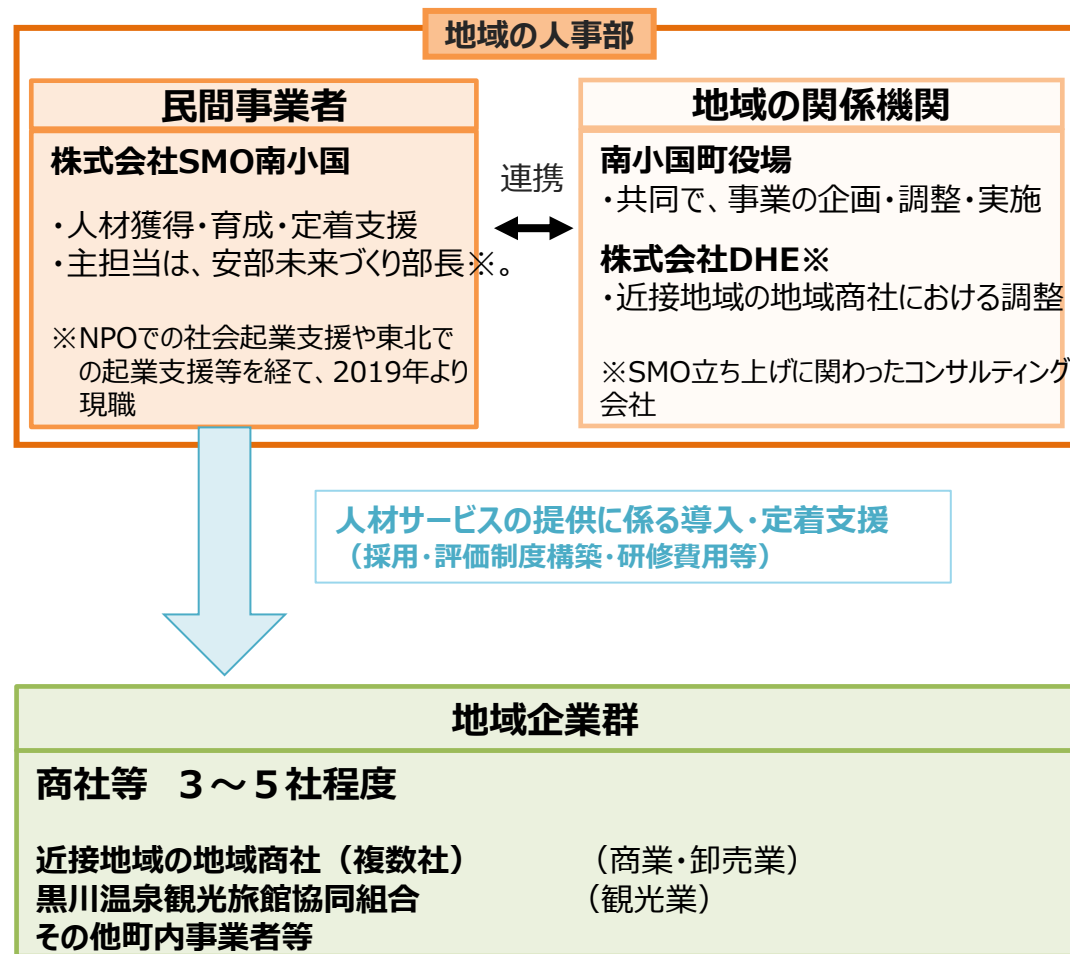 地域の人事部
民間事業者
株式会社SMO南小国
・人材獲得・育成・定着支援
・主担当は、安部未来づくり部長※。
※NPOでの社会起業支援や東北で
の起業支援等を経て、2019年より
現職
連携
地域の関係機関
南小国町役場
・共同で、事業の企画・調整・実施
株式会社DHE※
・近接地域の地域商社における調整
※SMO立ち上げに関わったコンサルティング
会社
人材サービスの提供に係る導入・定着支援
（採用・評価制度構築・研修費用等）
地域企業群
商社等 ３～５社程度
近接地域の地域商社（複数社） （商業・卸売業）
黒川温泉観光旅館協同組合 （観光業）
その他町内事業者等